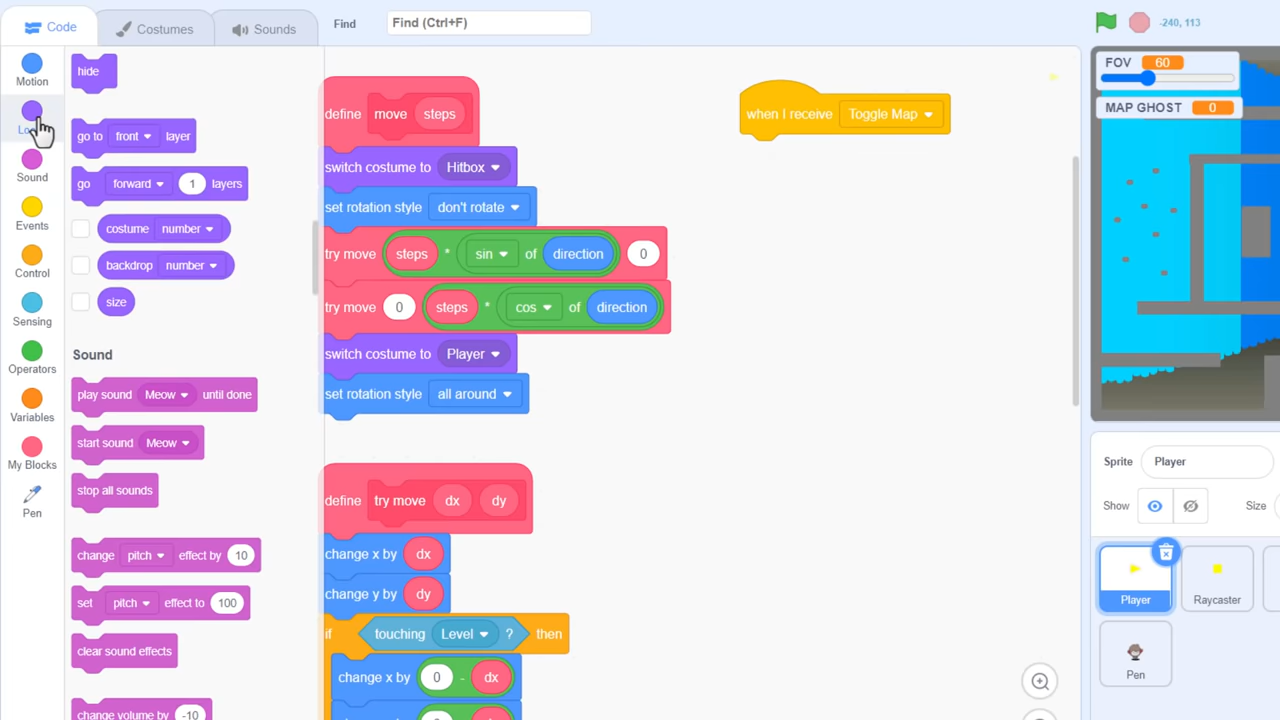 Code
Costumes
Sounds
Find
Find (Ctrl+F)
-240, 113
Motion
Sound
Events
Control
Sensing
Operators
Variables
My Blocks
Pen
hide
go to front layer
go forward 1 layers
costume number
backdrop number
size
Sound
play sound Meow until done
start sound Meow
stop all sounds
change pitch effect by 10
set pitch effect to 100
clear sound effects
change volume by -10
define move steps
switch costume to Hitbox
set rotation style don't rotate
try move steps * sin of direction 0
try move 0 steps * cos of direction
switch costume to Player
set rotation style all around
define try move dx dy
change x by dx
change y by dy
if touching Level ? then
change x by 0 - dx
when I receive Toggle Map
FOV 60
MAP GHOST 0
Sprite Player
Show
Size
Player
Raycaster
Pen